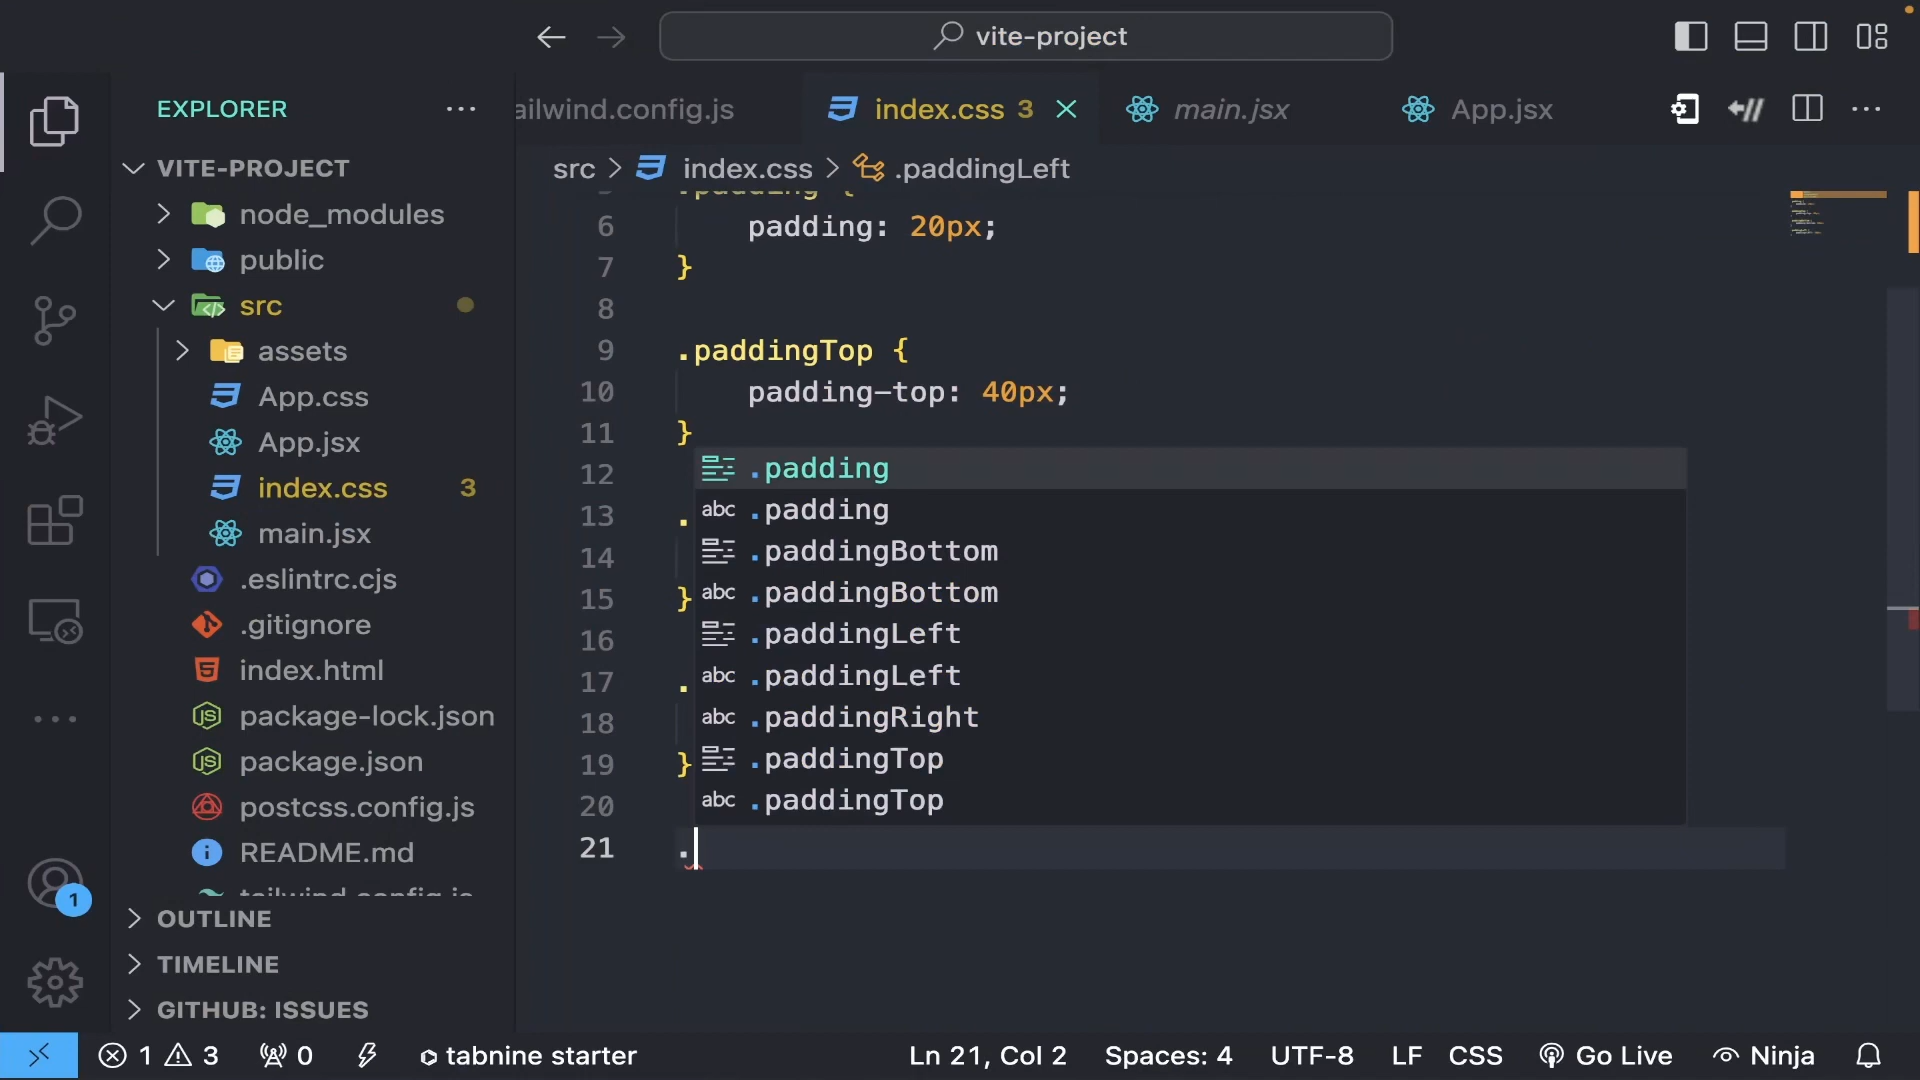 vite-project
EXPLORER
ailwind.config.js
index.css 3
main.jsx
App.jsx
src > index.css > .paddingLeft
VITE-PROJECT
node_modules
public
src
assets
App.css
App.jsx
index.css 3
main.jsx
.eslintrc.cjs
.gitignore
index.html
package-lock.json
package.json
postcss.config.js
README.md
tailwind.config.js
OUTLINE
TIMELINE
GITHUB: ISSUES
.padding {
6 padding: 20px;
7 }
8
9 .paddingTop {
10 padding-top: 40px;
11 }
12
13 .
14
15 }
16
17 .
18
19 }
20
21 .
.padding
abc .padding
.paddingBottom
abc .paddingBottom
.paddingLeft
abc .paddingLeft
abc .paddingRight
.paddingTop
abc .paddingTop
1
1 3 0 tabnine starter Ln 21, Col 2 Spaces: 4 UTF-8 LF CSS Go Live Ninja